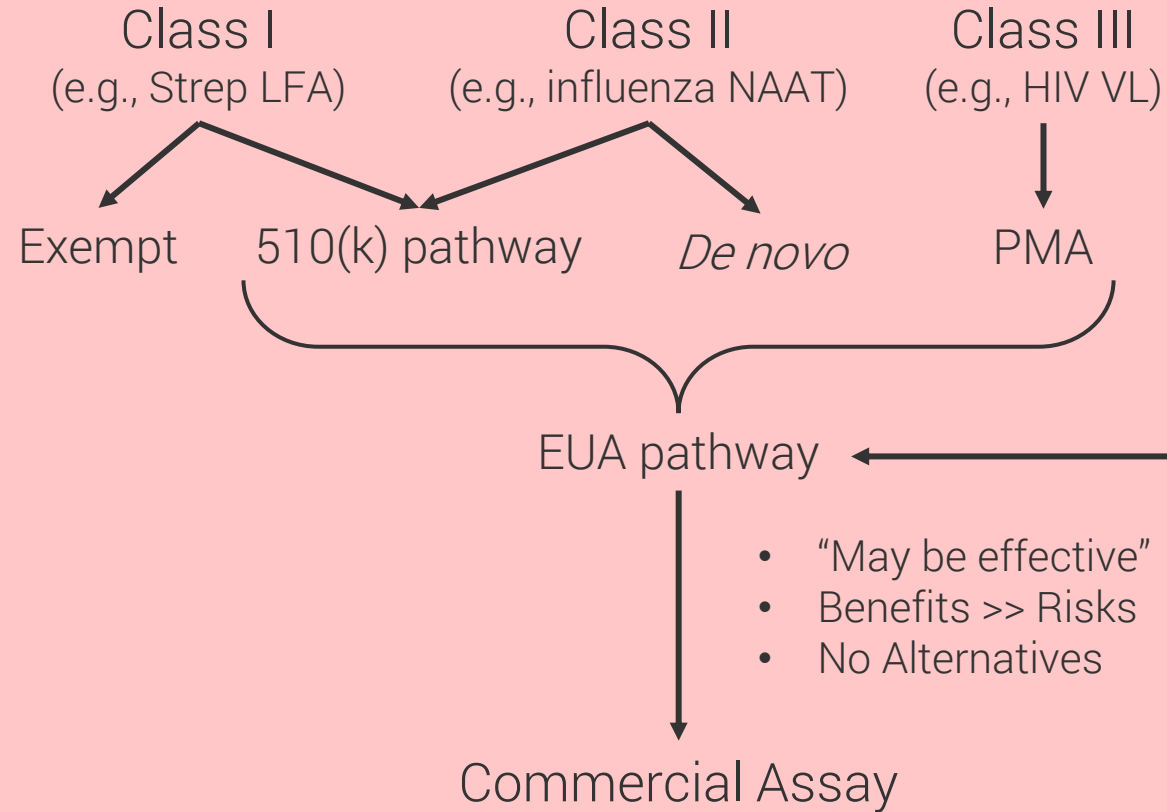 Class I
(e.g., Strep LFA)
Class II
(e.g., influenza NAAT)
Class III
(e.g., HIV VL)
Exempt
510(k) pathway
De novo
PMA
EUA pathway
• “May be effective”
• Benefits >> Risks
• No Alternatives
Commercial Assay